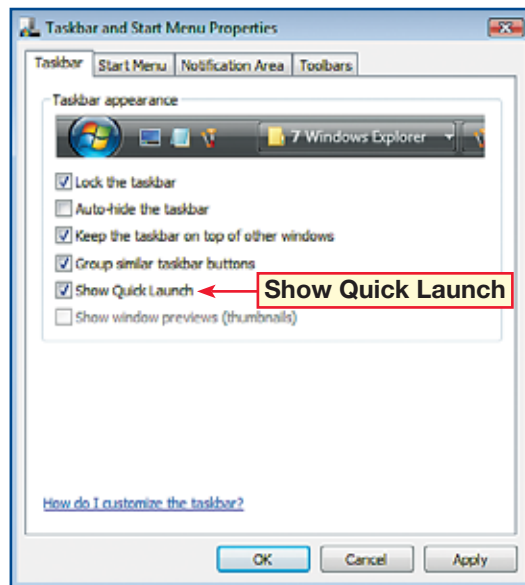 Taskbar and Start Menu Properties
Taskbar
Start Menu
Notification Area
Toolbars
Taskbar appearance
7 Windows Explorer
Lock the taskbar
Auto-hide the taskbar
Keep the taskbar on top of other windows
Group similar taskbar buttons
Show Quick Launch
Show Quick Launch
Show window previews (thumbnails)
How do I customize the taskbar?
OK
Cancel
Apply